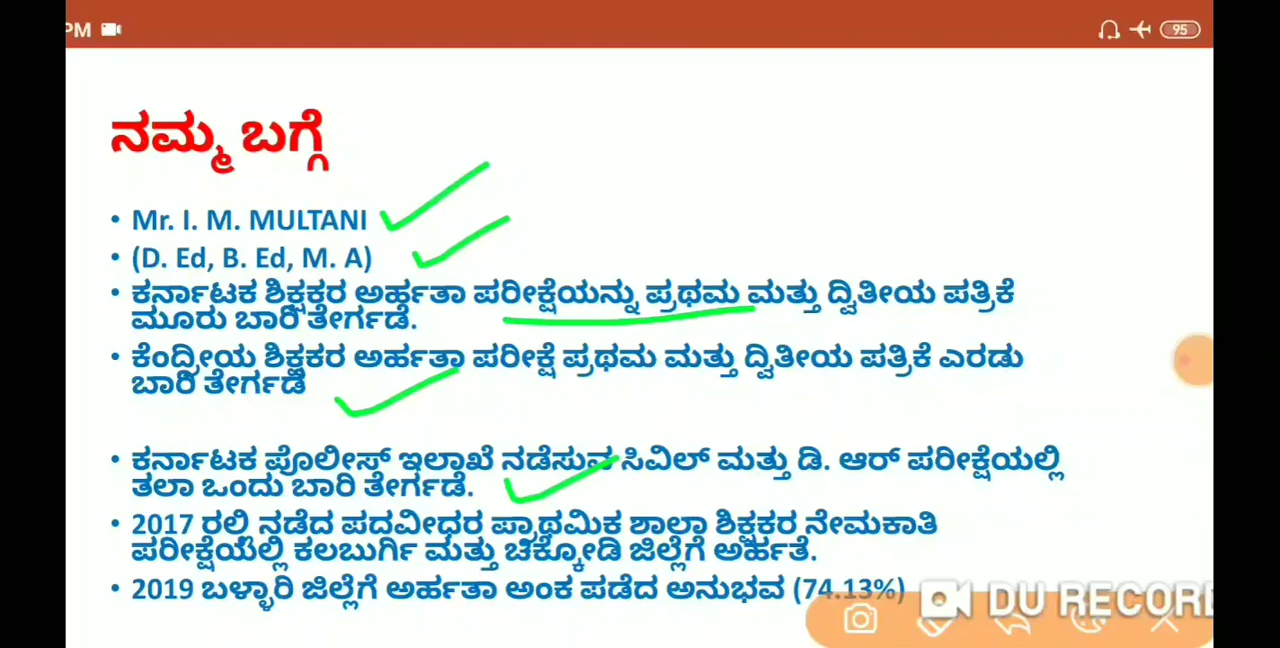 PM
95
ನಮ್ಮ ಬಗ್ಗೆ
• Mr. I. M. MULTANI
• (D. Ed, B. Ed, M. A)
• ಕರ್ನಾಟಕ ಶಿಕ್ಷಕರ ಅರ್ಹತಾ ಪರೀಕ್ಷೆಯನ್ನು ಪ್ರಥಮ ಮತ್ತು ದ್ವಿತೀಯ ಪತ್ರಿಕೆ
ಮೂರು ಬಾರಿ ತೇರ್ಗಡೆ.
• ಕೇಂದ್ರೀಯ ಶಿಕ್ಷಕರ ಅರ್ಹತಾ ಪರೀಕ್ಷೆ ಪ್ರಥಮ ಮತ್ತು ದ್ವಿತೀಯ ಪತ್ರಿಕೆ ಎರಡು
ಬಾರಿ ತೇರ್ಗಡೆ
• ಕರ್ನಾಟಕ ಪೊಲೀಸ್ ಇಲಾಖೆ ನಡೆಸುವ ಸಿವಿಲ್ ಮತ್ತು ಡಿ. ಆರ್ ಪರೀಕ್ಷೆಯಲ್ಲಿ
ತಲಾ ಒಂದು ಬಾರಿ ತೇರ್ಗಡೆ.
• 2017 ರಲ್ಲಿ ನಡೆದ ಪದವೀಧರ ಪ್ರಾಥಮಿಕ ಶಾಲಾ ಶಿಕ್ಷಕರ ನೇಮಕಾತಿ
ಪರೀಕ್ಷೆಯಲ್ಲಿ ಕಲಬುರ್ಗಿ ಮತ್ತು ಚಿಕ್ಕೋಡಿ ಜಿಲ್ಲೆಗೆ ಅರ್ಹತೆ.
• 2019 ಬಳ್ಳಾರಿ ಜಿಲ್ಲೆಗೆ ಅರ್ಹತಾ ಅಂಕ ಪಡೆದ ಅನುಭವ (74.13%)
DU RECORD